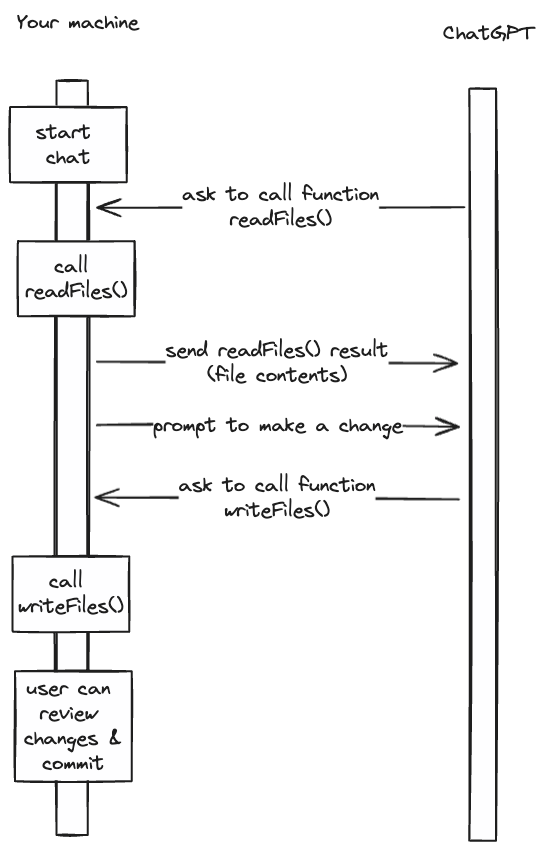 Your machine
ChatGPT
start
chat
ask to call function
readFiles()
call
readFiles()
send readFiles() result
(file contents)
prompt to make a change
ask to call function
writeFiles()
call
writeFiles()
user can
review
changes &
commit